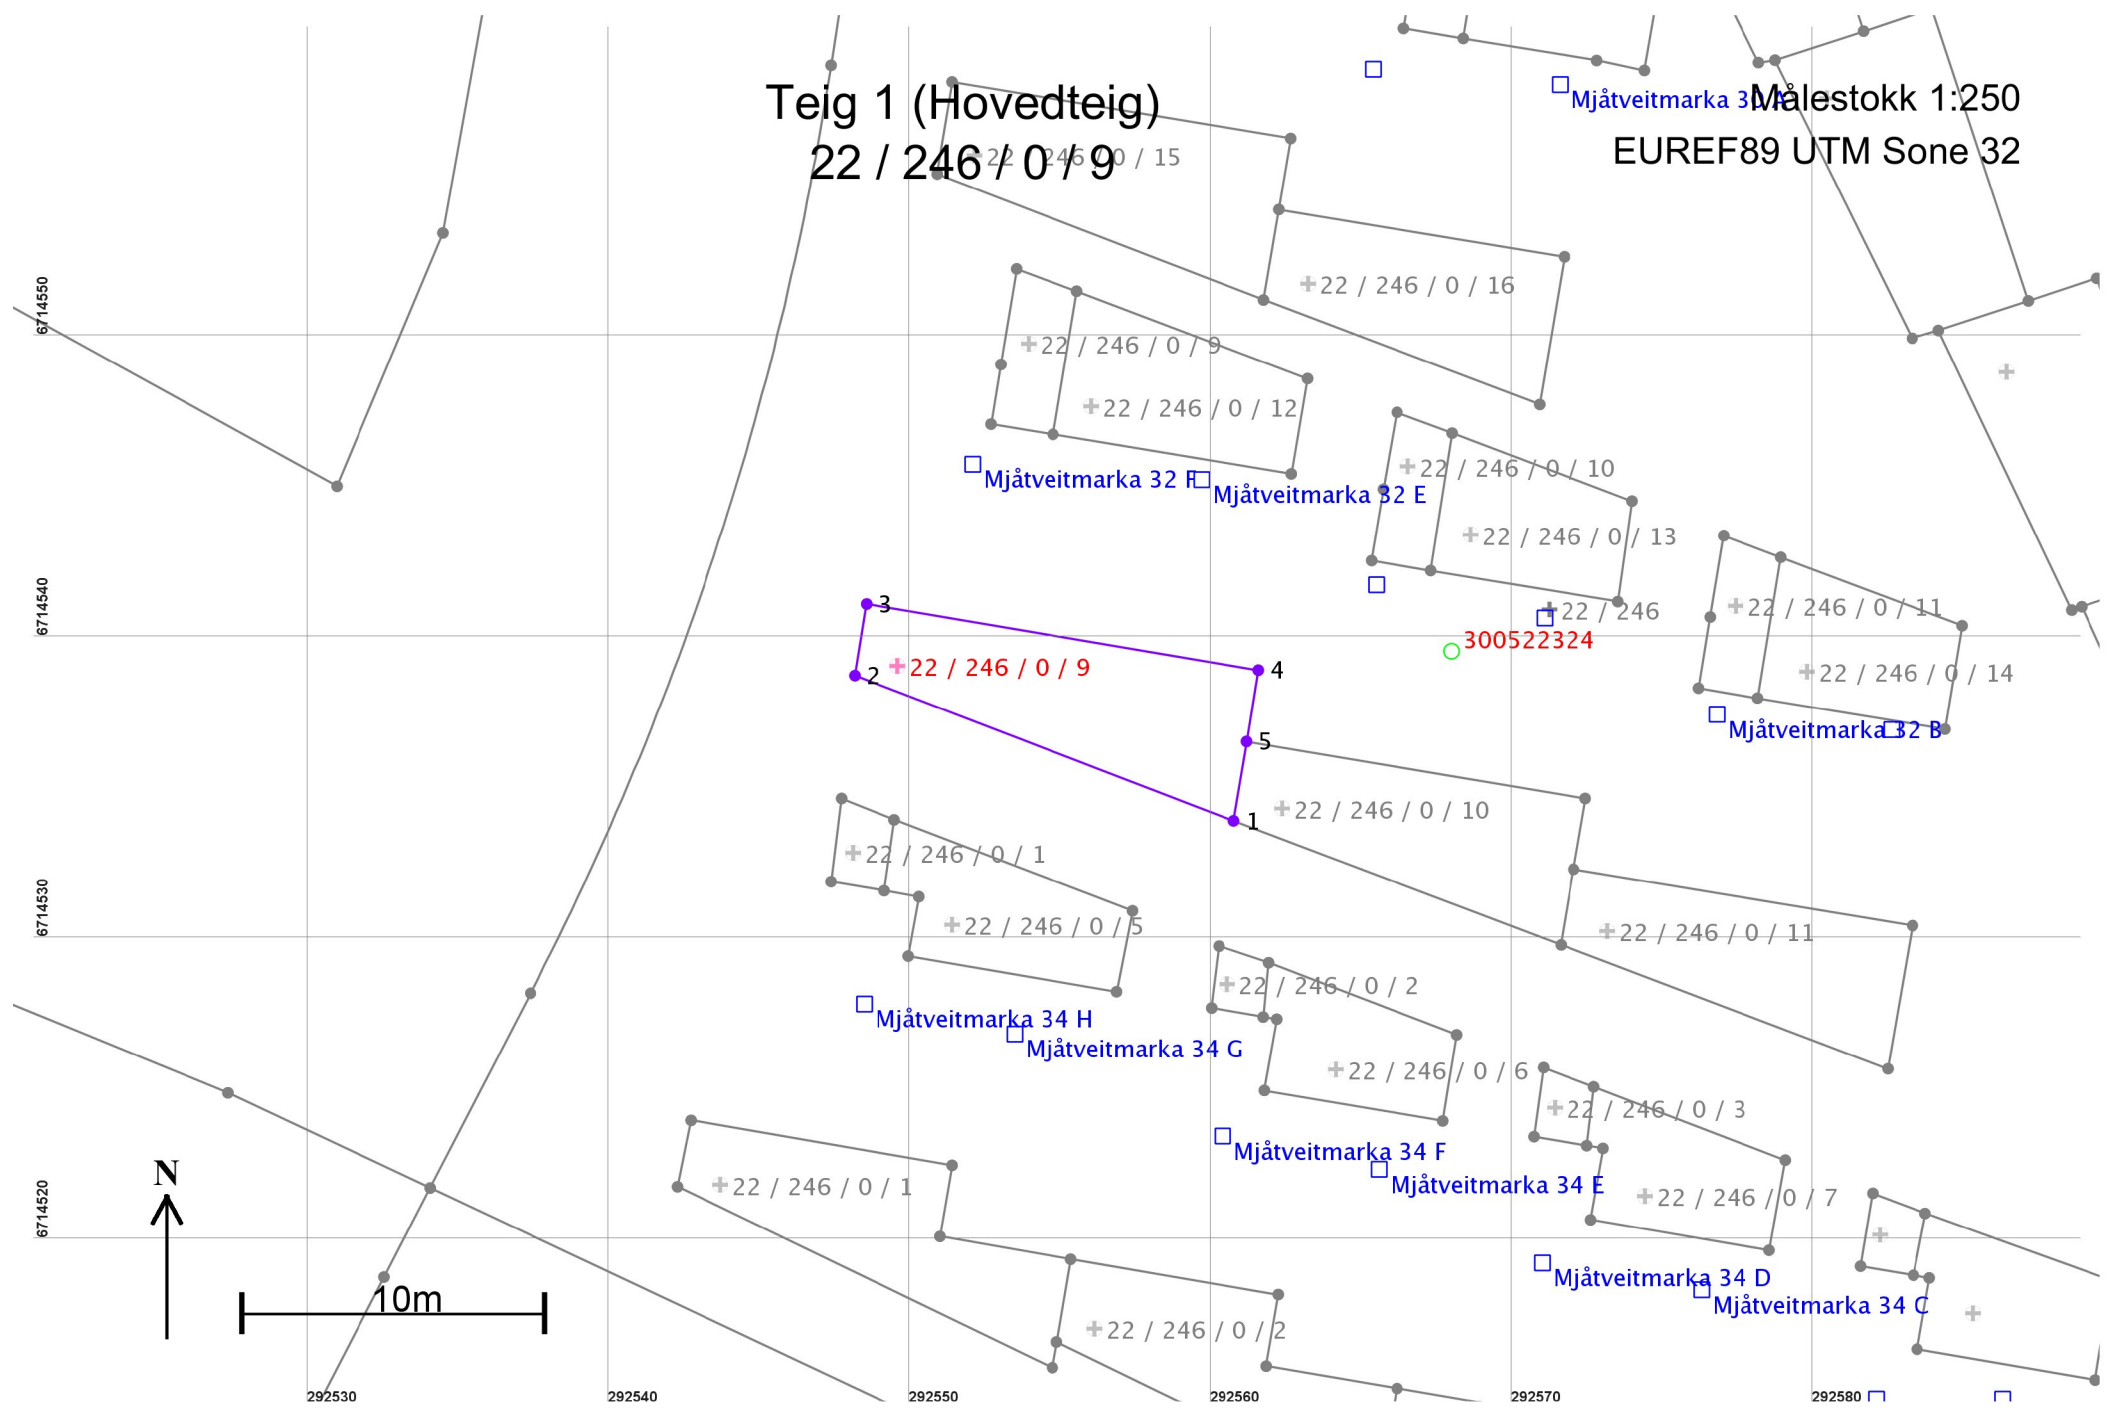 Teig 1 (Hovedteig)
22 / 246 / 0 / 9
Målestokk 1:250
EUREF89 UTM Sone 32
Mjåtveitmarka 30 A
22 / 246 / 0 / 15
22 / 246 / 0 / 16
6714550
22 / 246 / 0 / 9
22 / 246 / 0 / 12
Mjåtveitmarka 32 F
Mjåtveitmarka 32 E
22 / 246 / 0 / 10
22 / 246 / 0 / 13
6714540
22 / 246
300522324
22 / 246 / 0 / 11
22 / 246 / 0 / 14
Mjåtveitmarka 32 B
3
2
22 / 246 / 0 / 9
4
5
1
22 / 246 / 0 / 10
22 / 246 / 0 / 1
22 / 246 / 0 / 5
6714530
22 / 246 / 0 / 11
22 / 246 / 0 / 2
Mjåtveitmarka 34 H
Mjåtveitmarka 34 G
22 / 246 / 0 / 6
22 / 246 / 0 / 3
Mjåtveitmarka 34 F
Mjåtveitmarka 34 E
22 / 246 / 0 / 1
22 / 246 / 0 / 7
6714520
N
10m
Mjåtveitmarka 34 D
Mjåtveitmarka 34 C
22 / 246 / 0 / 2
292530
292540
292550
292560
292570
292580